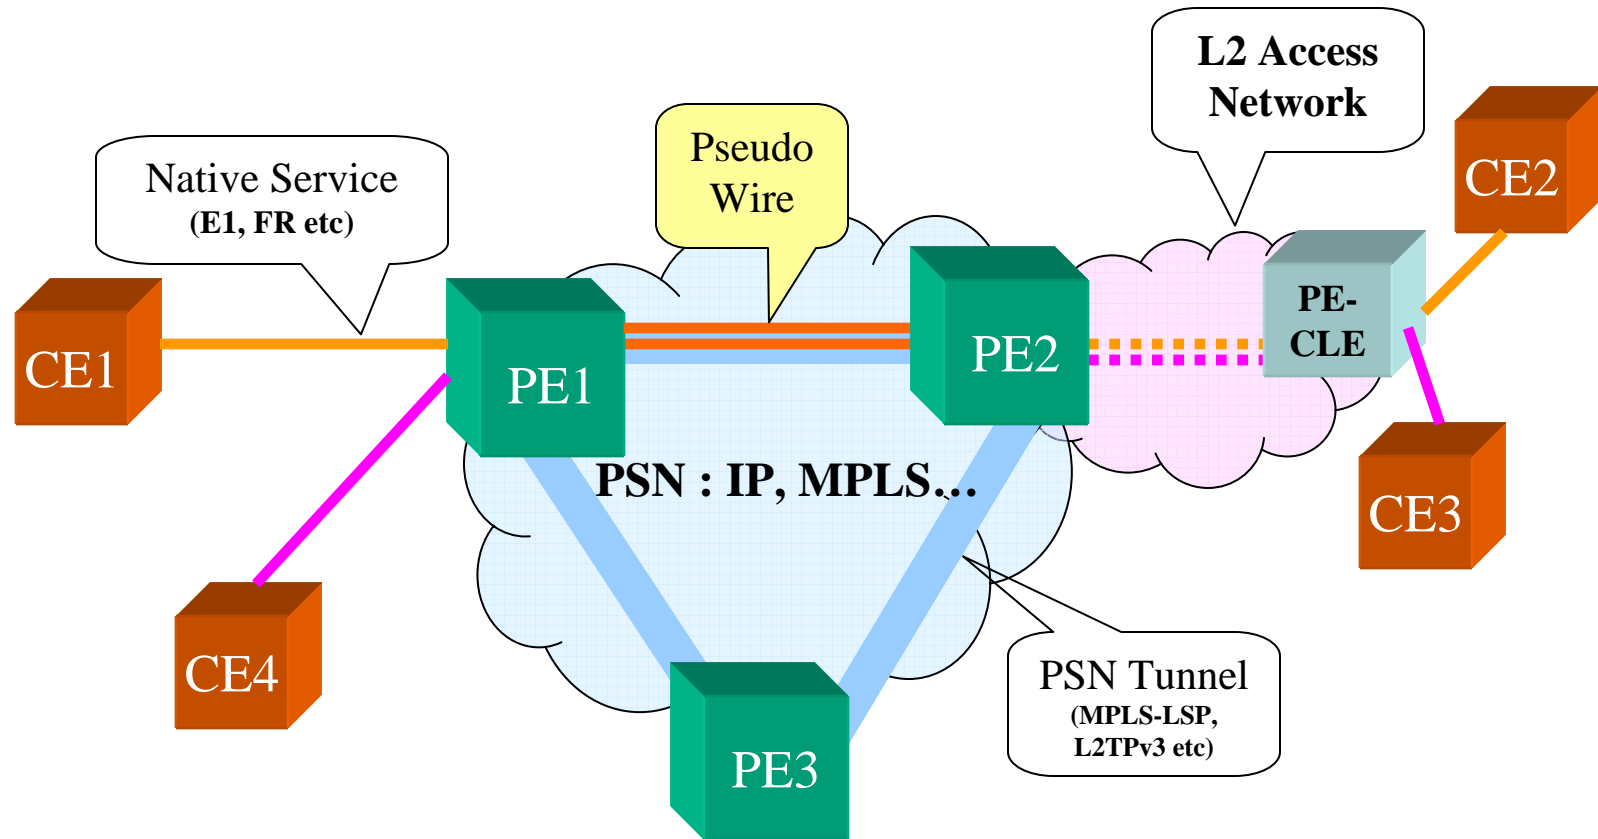 L2 Access
Network
Pseudo
Wire
Native Service
(E1, FR etc)
CE2
PE-
CLE
CE1
PE1
PE2
PSN : IP, MPLS...
CE3
CE4
PSN Tunnel
(MPLS-LSP,
L2TPv3 etc)
PE3